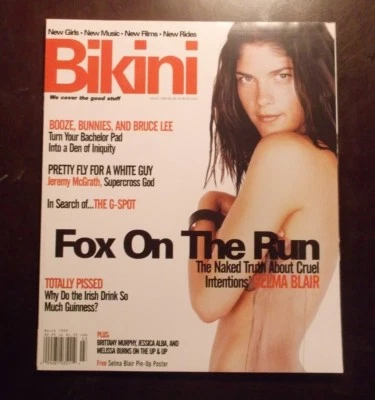 New Girls • New Music • New Films • New Rides
Bikini
We cover the good stuff
BOOZE, BUNNIES, AND BRUCE LEE
Turn Your Bachelor Pad
Into a Den of Iniquity
PRETTY FLY FOR A WHITE GUY
Jeremy McGrath, Supercross God
In Search of...THE G-SPOT
Fox On The Run
The Naked Truth About Cruel
Intentions' SELMA BLAIR
TOTALLY PISSED
Why Do the Irish Drink So
Much Guinness?
PLUS:
BRITTANY MURPHY, JESSICA ALBA, AND
MELISSA BURNS ON THE UP & UP
Free Selma Blair Pin-Up Poster
March 1999